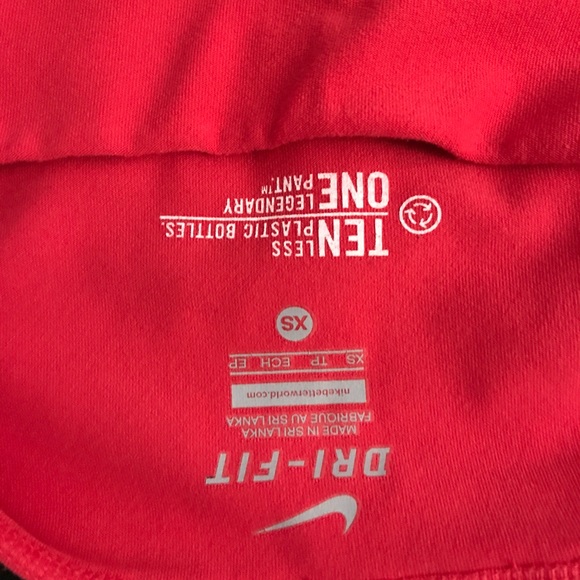 DRI-FIT
MADE IN SRI LANKA
FABRIQUE AU SRI LANKA
nikebetterworld.com
XS TP ECH EP
XS
TEN LESS PLASTIC BOTTLES.
ONE LEGENDARY PANT.™